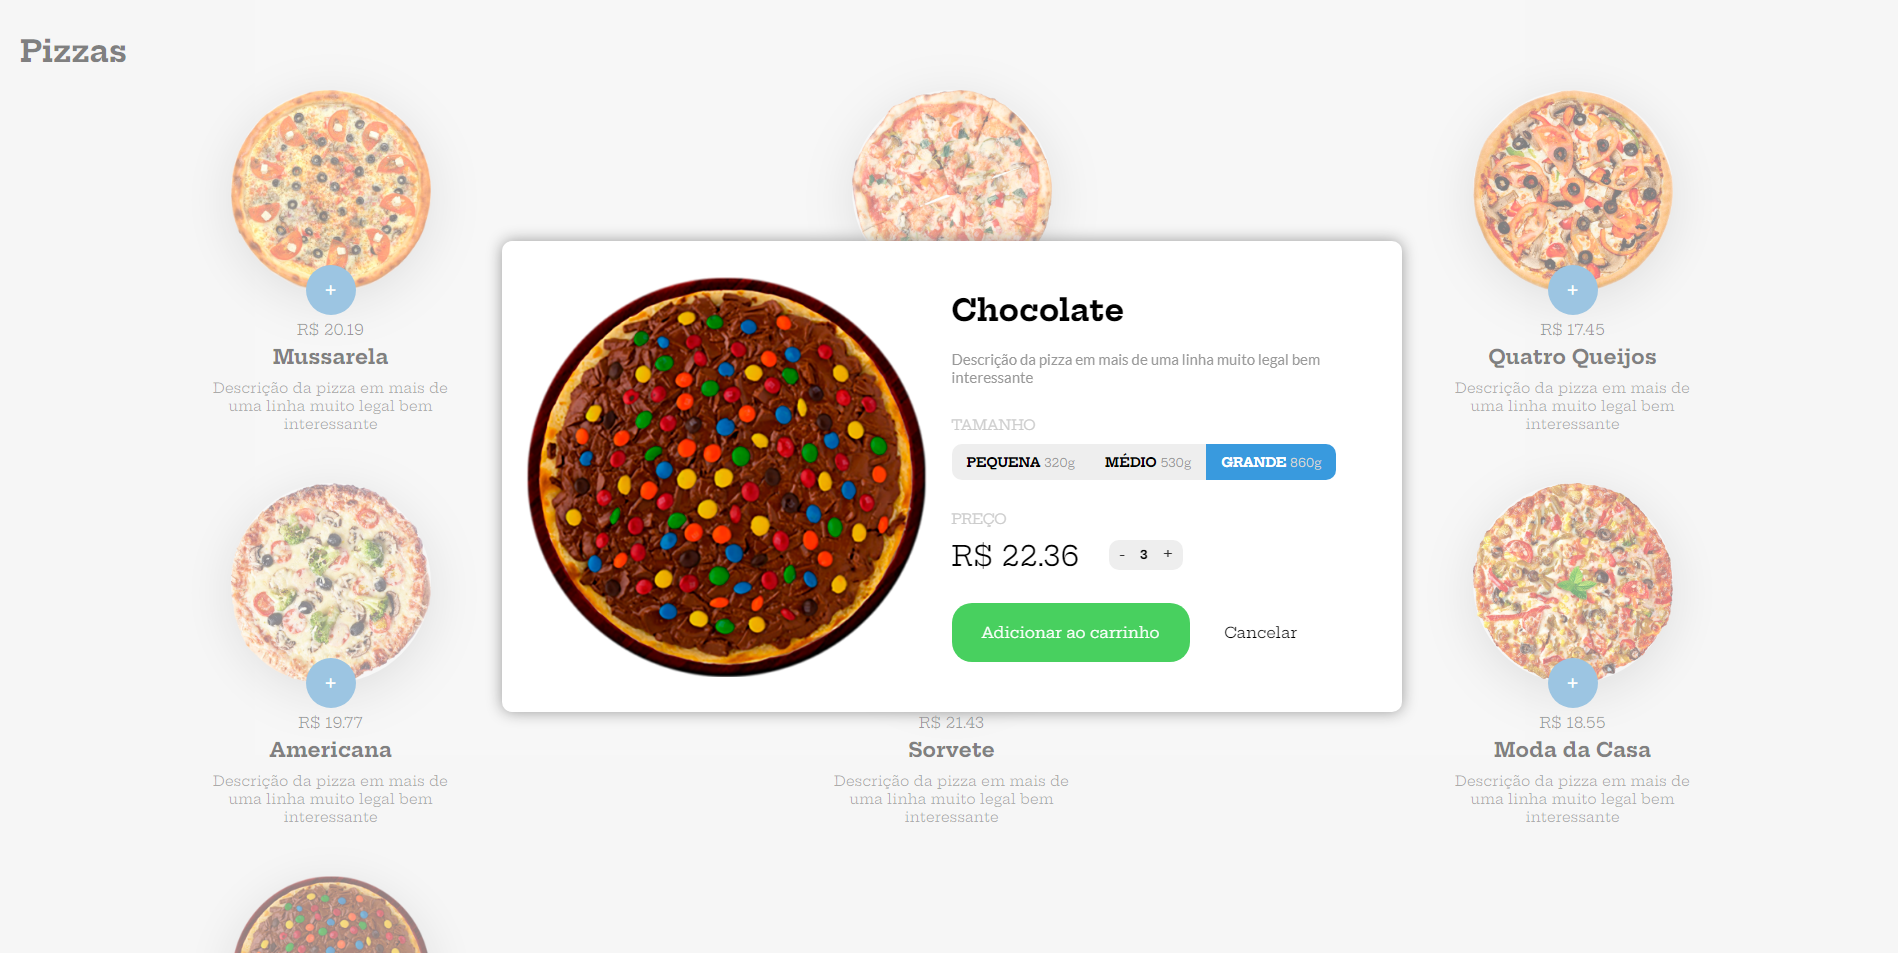 Pizzas
+
R$ 20.19
Mussarela
Descrição da pizza em mais de
uma linha muito legal bem
interessante
+
R$ 17.45
Quatro Queijos
Descrição da pizza em mais de
uma linha muito legal bem
interessante
Chocolate
Descrição da pizza em mais de uma linha muito legal bem
interessante
TAMANHO
PEQUENA 320g MÉDIO 530g GRANDE 860g
PREÇO
R$ 22.36 - 3 +
Adicionar ao carrinho Cancelar
+
R$ 19.77
Americana
Descrição da pizza em mais de
uma linha muito legal bem
interessante
R$ 21.43
Sorvete
Descrição da pizza em mais de
uma linha muito legal bem
interessante
+
R$ 18.55
Moda da Casa
Descrição da pizza em mais de
uma linha muito legal bem
interessante